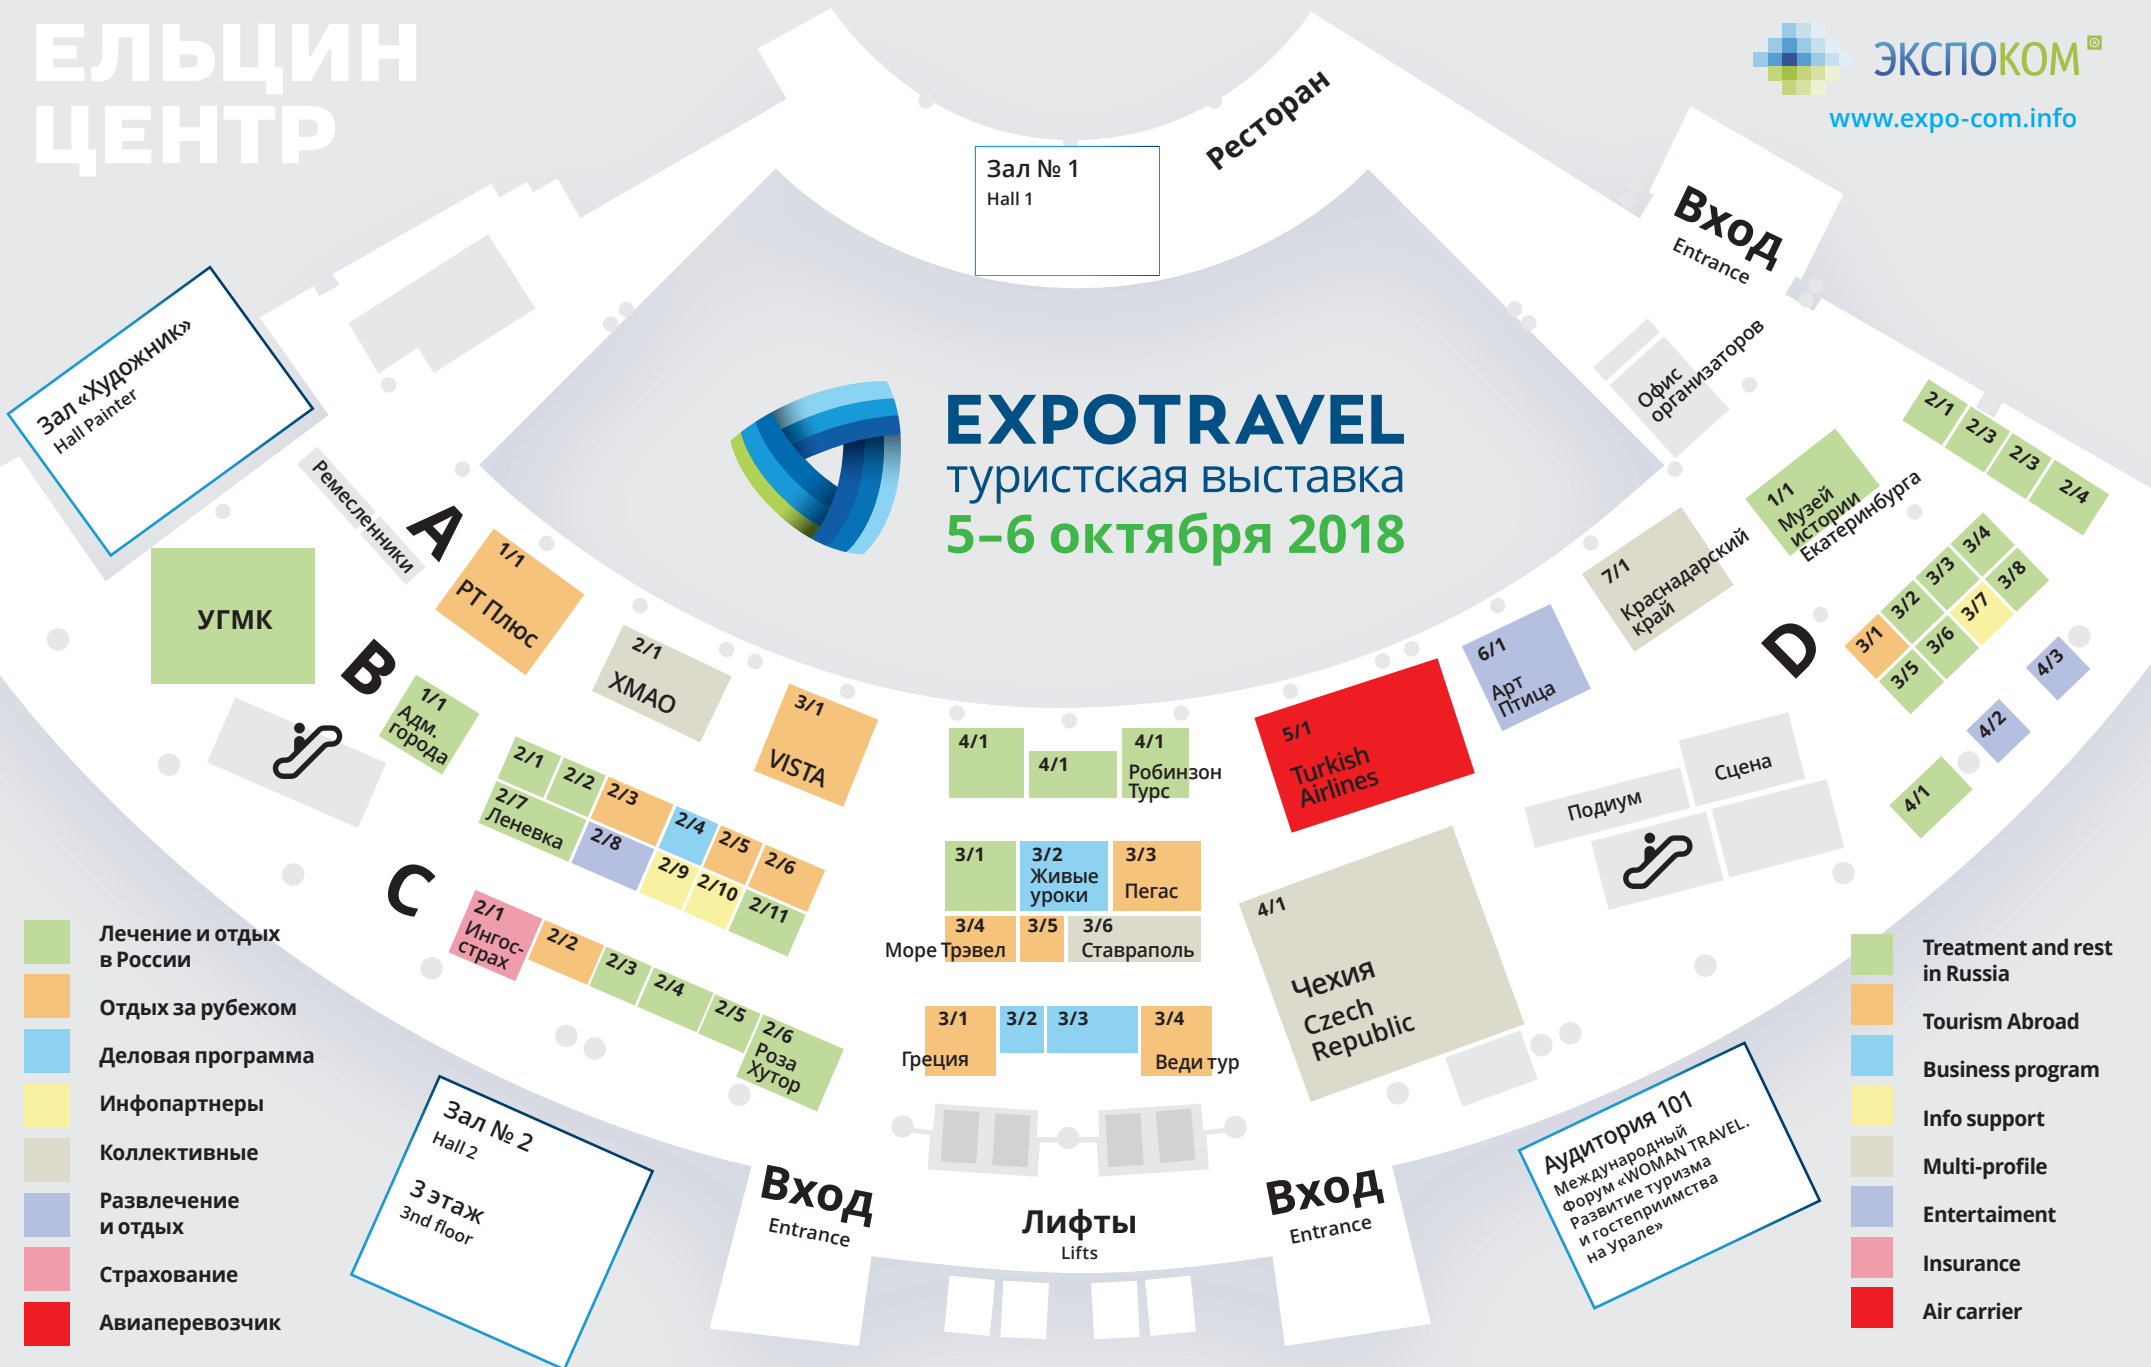 ЕЛЬЦИН
ЦЕНТР
ЭКСПОКОМ®
www.expo-com.info
Зал № 1
Hall 1
Ресторан
Вход
Entrance
Офис
организаторов
Зал «Художник»
Hall Painter
Ремесленники
EXPOTRAVEL
туристская выставка
5–6 октября 2018
УГМК
A
1/1
РТ Плюс
2/1
ХМАО
3/1
VISTA
4/1
4/1
4/1
Робинзон
Турс
5/1
Turkish
Airlines
6/1
Арт
Птица
7/1
Краснадарский
край
1/1
Музей
истории
Екатеринбурга
2/1
2/3
2/3
2/4
D
3/1
3/2
3/3
3/4
3/5
3/6
3/7
3/8
4/1
4/2
4/3
B
1/1
Адм.
города
2/1
2/2
2/3
2/4
2/5
2/6
2/7
Леневка
2/8
2/9
2/10
2/11
3/1
3/2
Живые
уроки
3/3
Пегас
3/4
Море Трэвел
3/5
3/6
Ставраполь
4/1
Чехия
Czech
Republic
Подиум
Сцена
C
2/1
Ингос-
страх
2/2
2/3
2/4
2/5
2/6
Роза
Хутор
3/1
Греция
3/2
3/3
3/4
Веди тур
Зал № 2
Hall 2
3 этаж
3nd floor
Вход
Entrance
Лифты
Lifts
Вход
Entrance
Аудитория 101
Международный
Форум «WOMAN TRAVEL.
Развитие туризма
и гостеприимства
на Урале»
Лечение и отдых
в России
Отдых за рубежом
Деловая программа
Инфопартнеры
Коллективные
Развлечение
и отдых
Страхование
Авиаперевозчик
Treatment and rest
in Russia
Tourism Abroad
Business program
Info support
Multi-profile
Entertaiment
Insurance
Air carrier